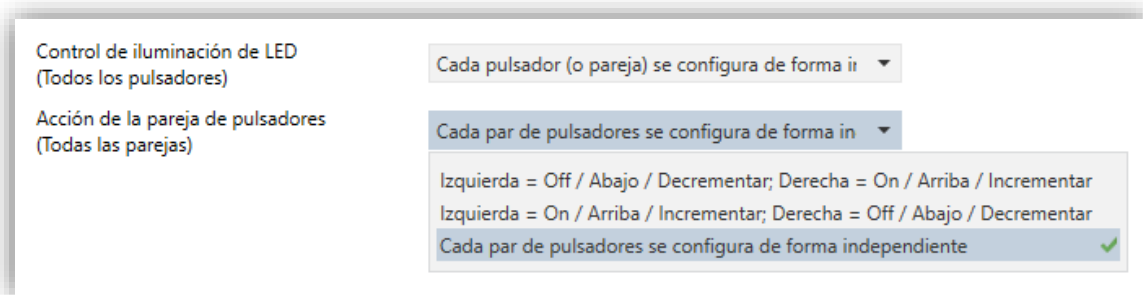 Control de iluminación de LED
(Todos los pulsadores)
Cada pulsador (o pareja) se configura de forma ir
Acción de la pareja de pulsadores
(Todas las parejas)
Cada par de pulsadores se configura de forma in
Izquierda = Off / Abajo / Decrementar; Derecha = On / Arriba / Incrementar
Izquierda = On / Arriba / Incrementar; Derecha = Off / Abajo / Decrementar
Cada par de pulsadores se configura de forma independiente